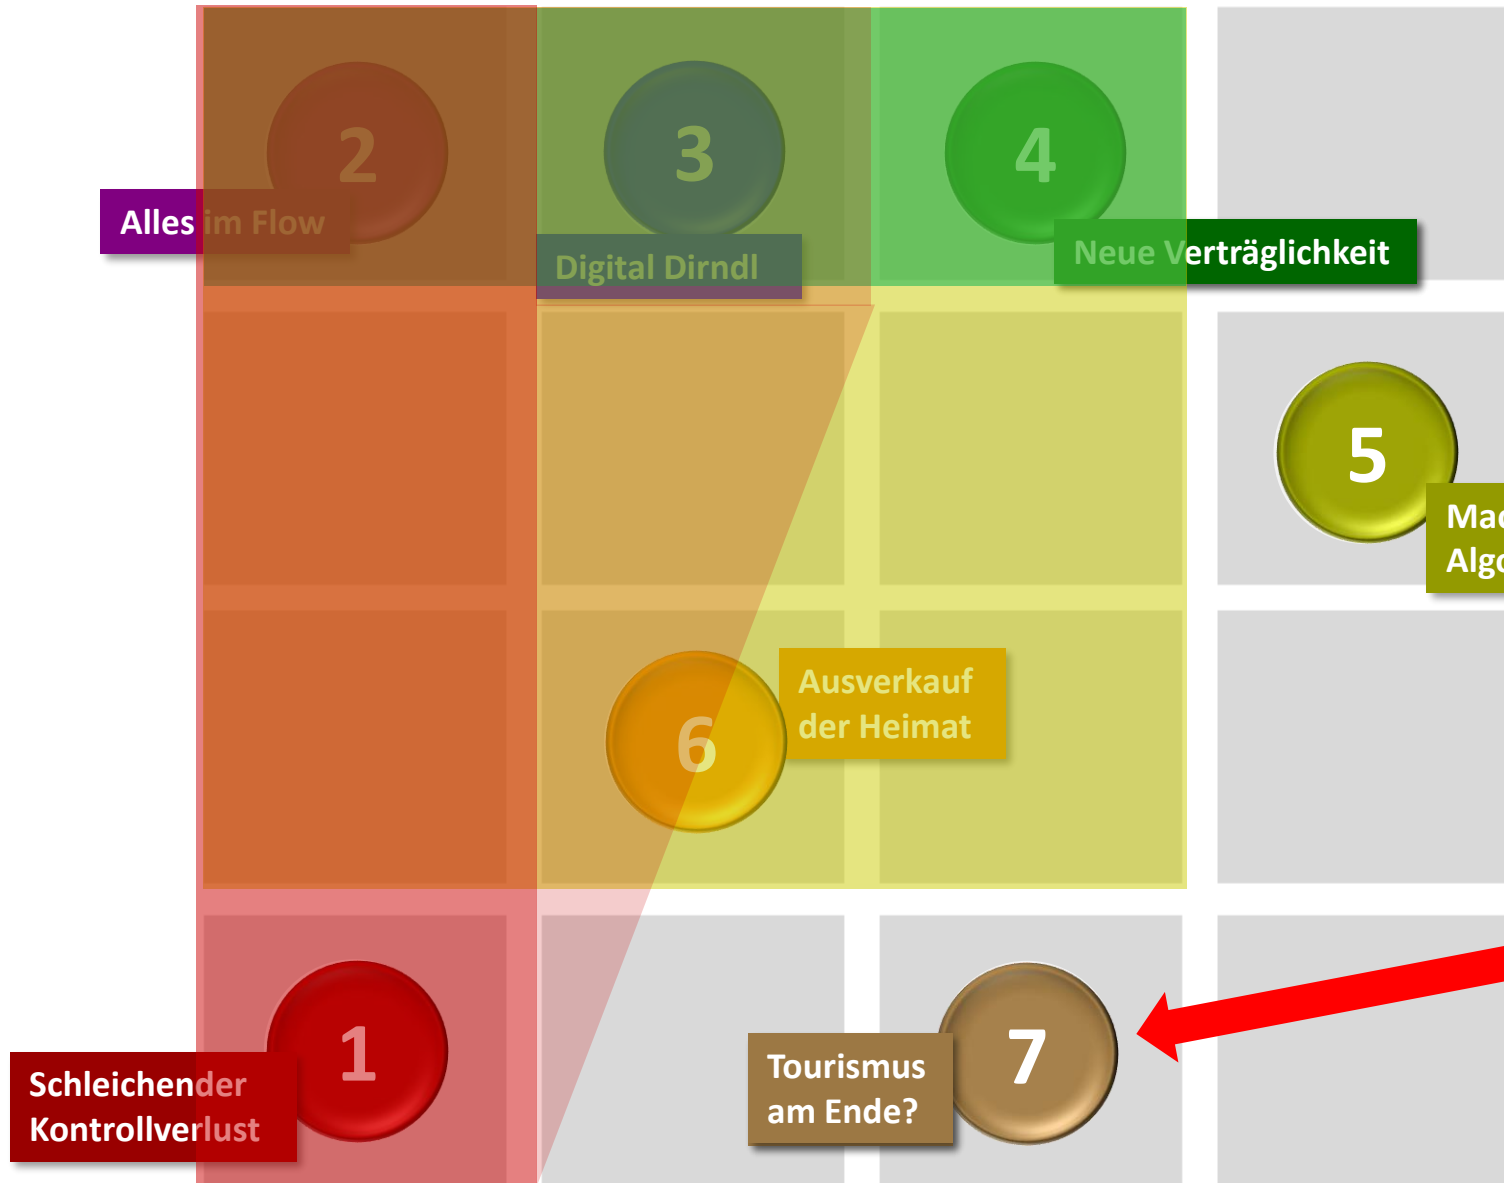 2
3
4
Alles im Flow
Digital Dirndl
Neue Verträglichkeit
5
6
Ausverkauf
der Heimat
1
Schleichender
Kontrollverlust
7
Tourismus
am Ende?